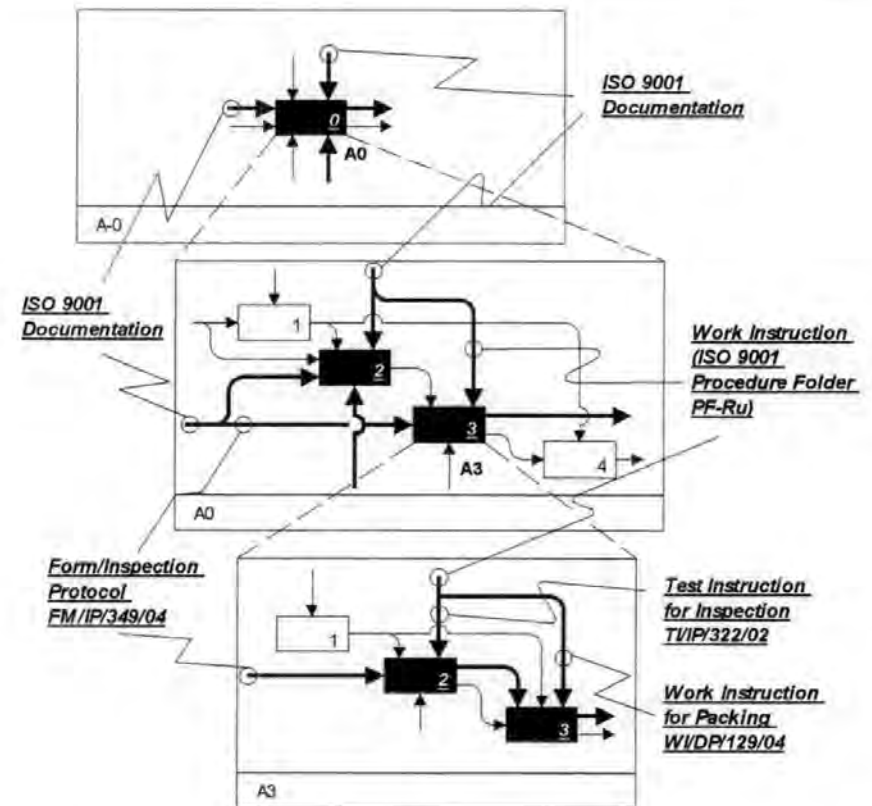 ISO 9001
Documentation
0
A0
A-0
ISO 9001
Documentation
1
2
3
A3
4
A0
Work Instruction
(ISO 9001
Procedure Folder
PF-Ru)
Form/Inspection
Protocol
FM/IP/349/04
1
2
3
A3
Test Instruction
for Inspection
TI/IP/322/02
Work Instruction
for Packing
WI/DP/129/04